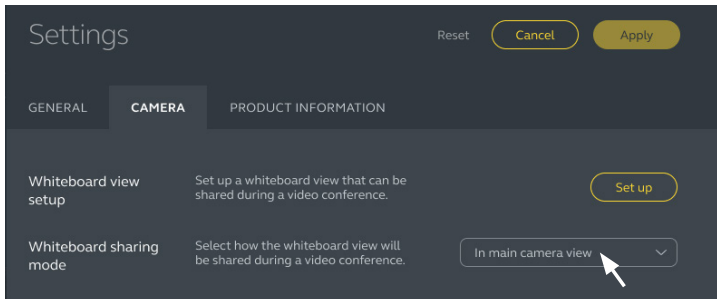 Settings
Reset
Cancel
Apply
GENERAL
CAMERA
PRODUCT INFORMATION
Whiteboard view
setup
Set up a whiteboard view that can be
shared during a video conference.
Set up
Whiteboard sharing
mode
Select how the whiteboard view will
be shared during a video conference.
In main camera view